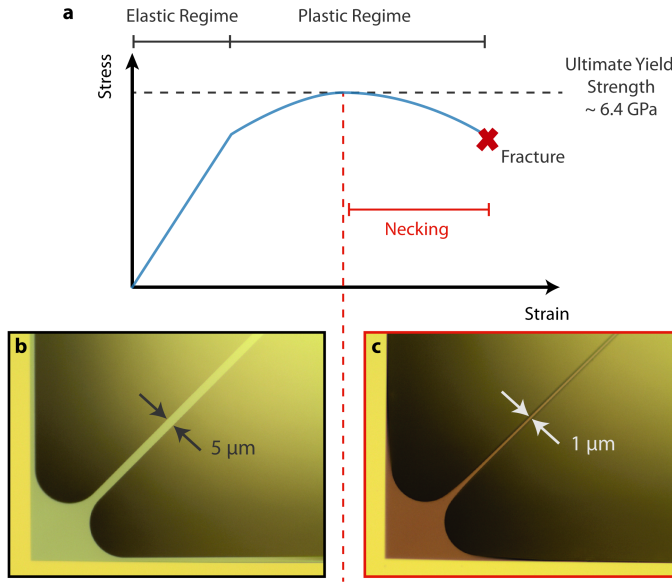 a
Elastic Regime
Plastic Regime
Stress
Ultimate Yield
Strength
~ 6.4 GPa
Fracture
Necking
Strain
b
5 μm
c
1 μm